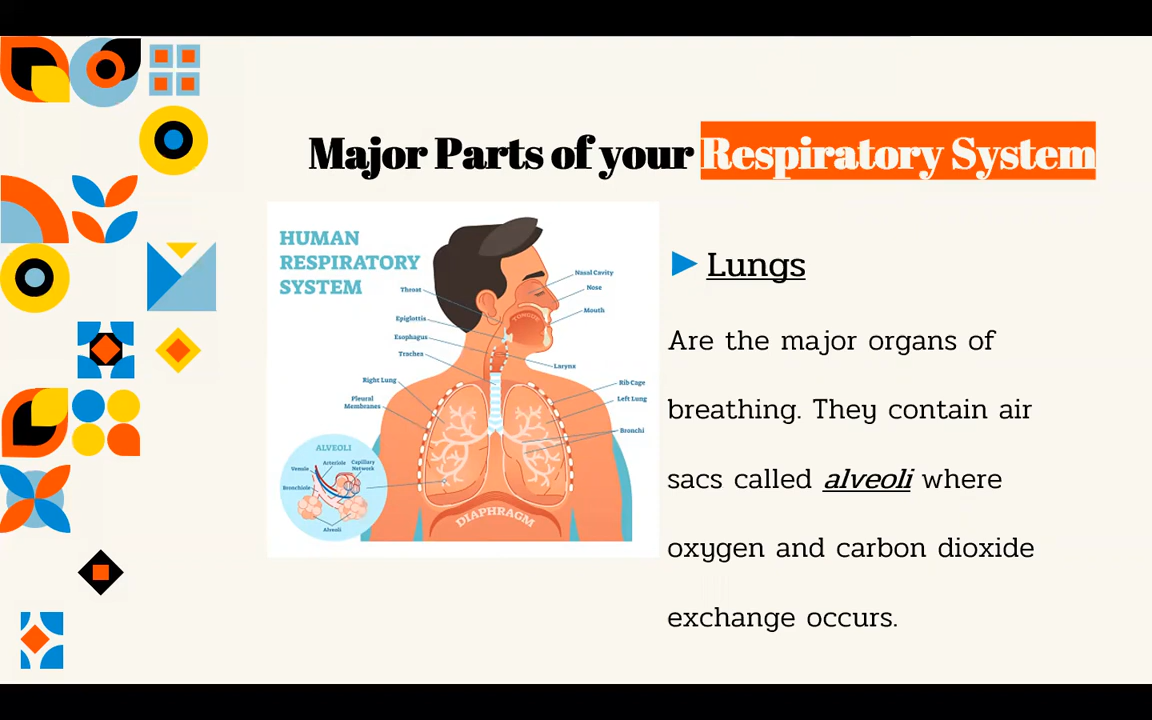 Major Parts of your Respiratory System
HUMAN
RESPIRATORY
SYSTEM
Nasal Cavity
Throat
Nose
Mouth
TONGUE
Epiglottis
Esophagus
Trachea
Larynx
Right Lung
Rib Cage
Pleural
Membranes
Left Lung
Bronchi
ALVEOLI
Venule
Arteriole
Capillary
Network
Bronchiole
Alveoli
DIAPHRAGM
Lungs
Are the major organs of
breathing. They contain air
sacs called alveoli where
oxygen and carbon dioxide
exchange occurs.